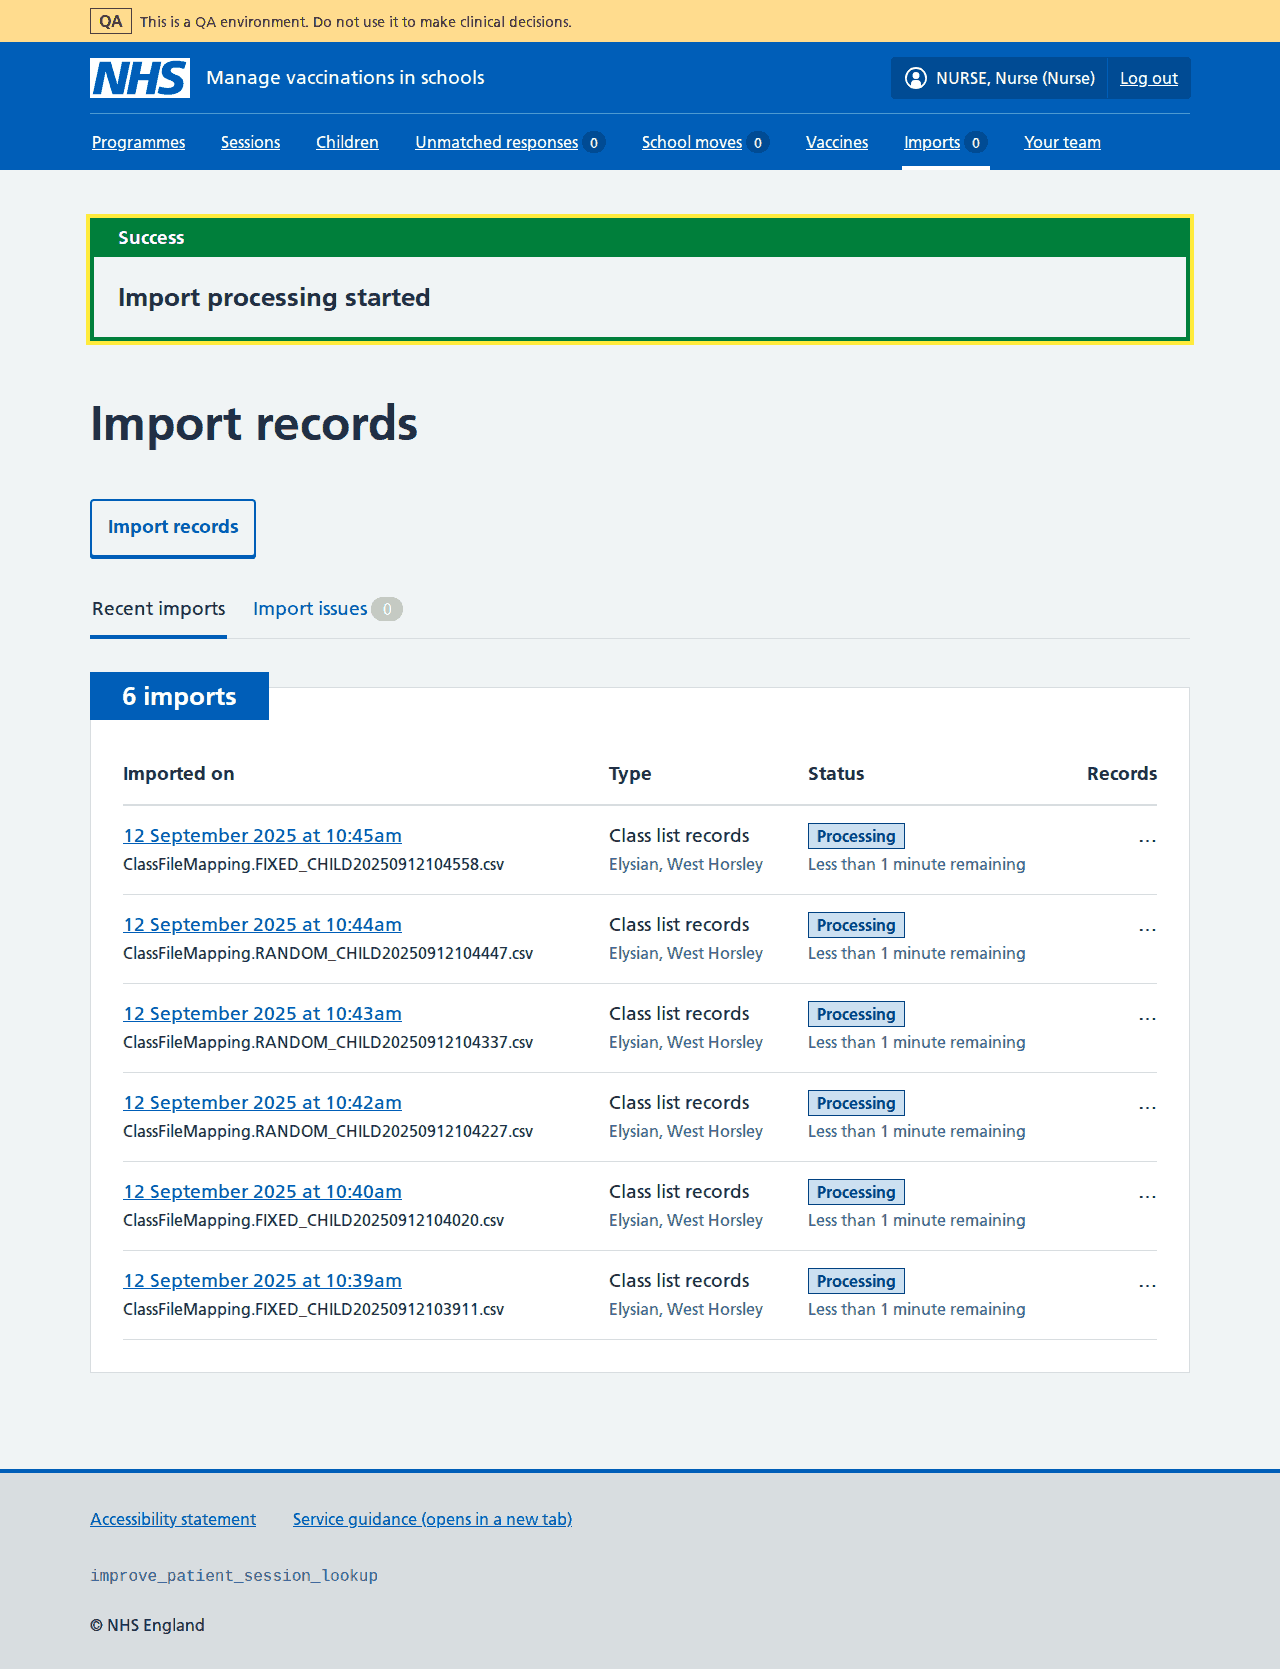 QA This is a QA environment. Do not use it to make clinical decisions.
NHS Manage vaccinations in schools NURSE, Nurse (Nurse) Log out
Programmes Sessions Children Unmatched responses 0 School moves 0 Vaccines Imports 0 Your team
Success
Import processing started
Import records
Import records
Recent imports Import issues 0
6 imports
Imported on Type Status Records
12 September 2025 at 10:45am Class list records Processing ...
ClassFileMapping.FIXED_CHILD20250912104558.csv Elysian, West Horsley Less than 1 minute remaining
12 September 2025 at 10:44am Class list records Processing ...
ClassFileMapping.RANDOM_CHILD20250912104447.csv Elysian, West Horsley Less than 1 minute remaining
12 September 2025 at 10:43am Class list records Processing ...
ClassFileMapping.RANDOM_CHILD20250912104337.csv Elysian, West Horsley Less than 1 minute remaining
12 September 2025 at 10:42am Class list records Processing ...
ClassFileMapping.RANDOM_CHILD20250912104227.csv Elysian, West Horsley Less than 1 minute remaining
12 September 2025 at 10:40am Class list records Processing ...
ClassFileMapping.FIXED_CHILD20250912104020.csv Elysian, West Horsley Less than 1 minute remaining
12 September 2025 at 10:39am Class list records Processing ...
ClassFileMapping.FIXED_CHILD20250912103911.csv Elysian, West Horsley Less than 1 minute remaining
Accessibility statement Service guidance (opens in a new tab)
improve_patient_session_lookup
© NHS England